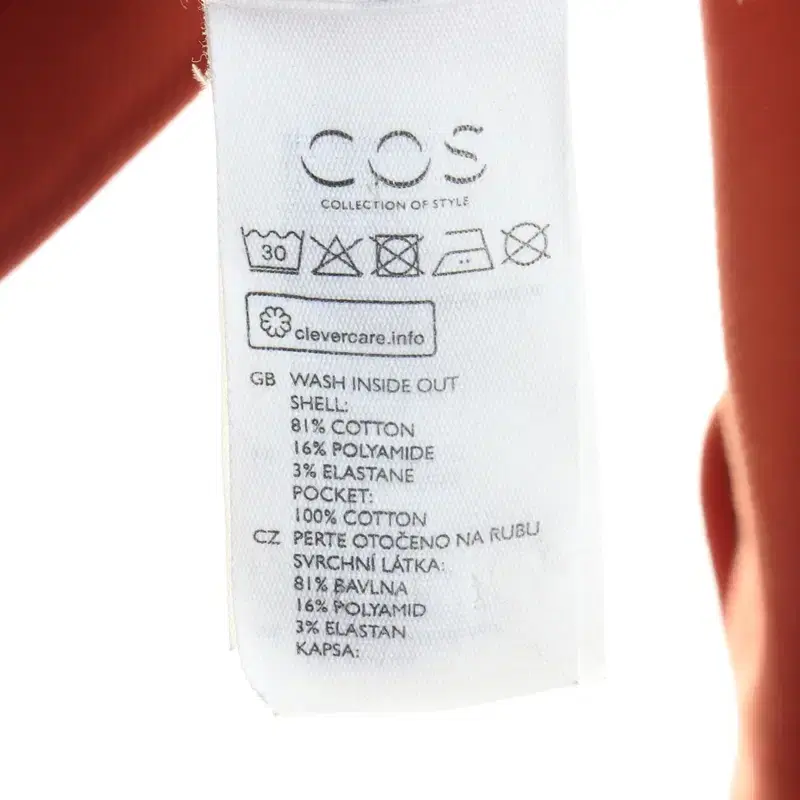 COS
COLLECTION OF STYLE
30
clevercare.info
GB WASH INSIDE OUT
SHELL:
81% COTTON
16% POLYAMIDE
3% ELASTANE
POCKET:
100% COTTON
CZ PERTE OTOČENO NA RUBU
SVRCHNÍ LÁTKA:
81% BAVLNA
16% POLYAMID
3% ELASTAN
KAPSA: